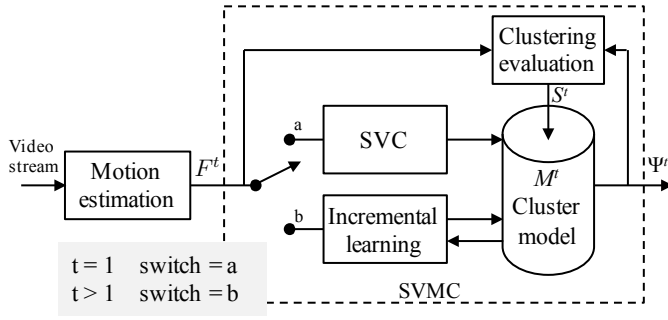 Clustering
evaluation
S^t
a
SVC
Video
stream
Motion
estimation
F^t
M^t
Cluster
model
Ψ^t
b
Incremental
learning
t = 1 switch = a
t > 1 switch = b
SVMC